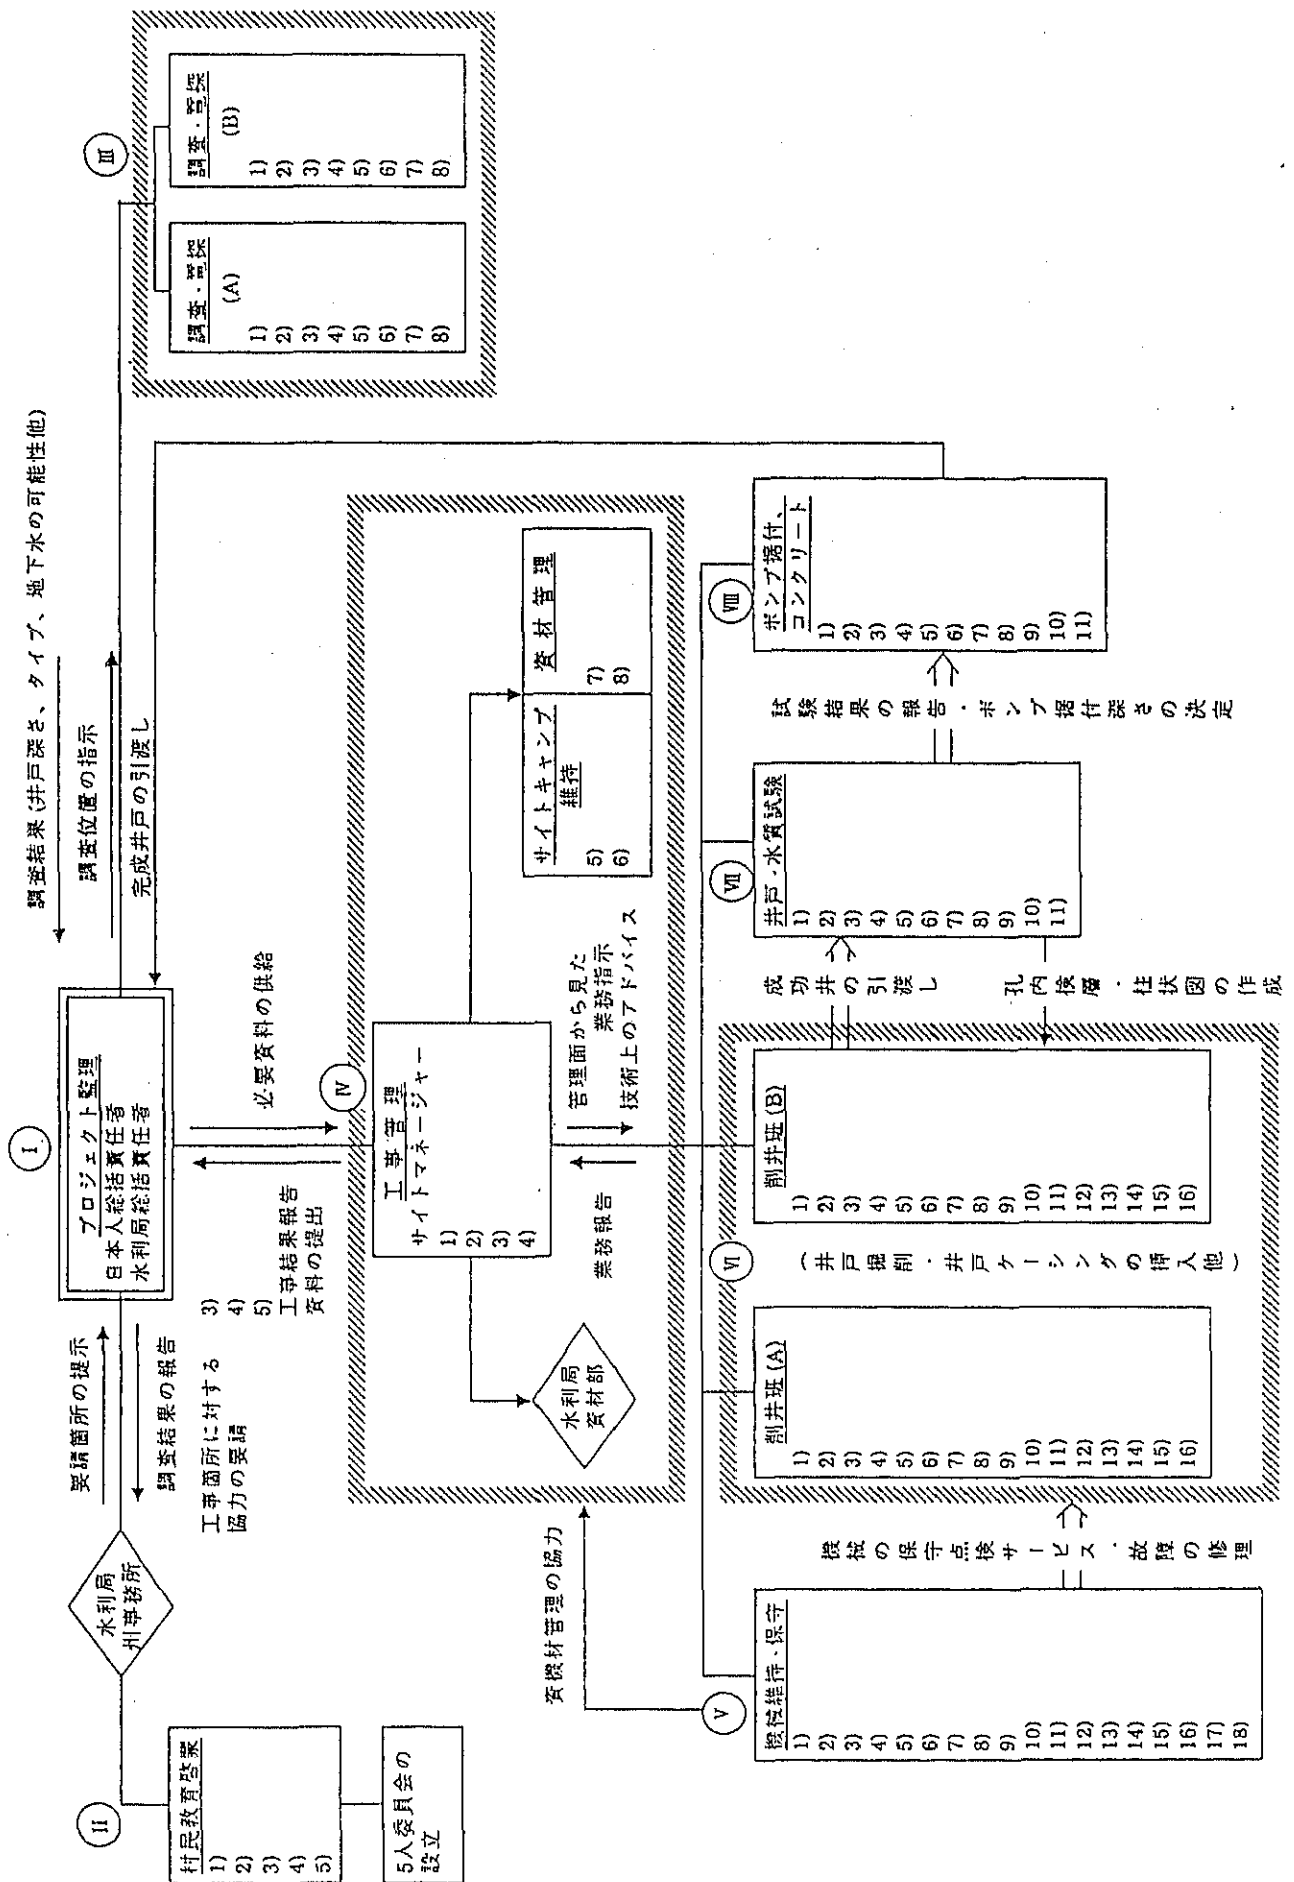 I
プロジェクト監理
日本人総括責任者
水利局総括責任者
要請箇所の提示
調査結果の報告
工事箇所に対する
協力の要請
3)
4)
5)
水利局
州事務所
II
村民教育啓蒙
1)
2)
3)
4)
5)
5人委員会の
設立
調査結果(井戸深さ、タイプ、地下水の可能性他)
調査位置の指示
完成井戸の引渡し
III
調査・電探
(A)
1)
2)
3)
4)
5)
6)
7)
8)
調査・電探
(B)
1)
2)
3)
4)
5)
6)
7)
8)
工事結果報告
資料の提出
必要資料の供給
IV
工事管理
サイトマネージャー
1)
2)
3)
4)
水利局
資材部
サイトキャンプ
維持
5)
6)
資材管理
7)
8)
業務報告
管理面から見た
業務指示
技術上のアドバイス
資機材管理の協力
V
機械維持・保守
1)
2)
3)
4)
5)
6)
7)
8)
9)
10)
11)
12)
13)
14)
15)
16)
17)
18)
機械の保守点検サービス・故障の修理
VI
削井班(A)
1)
2)
3)
4)
5)
6)
7)
8)
9)
10)
11)
12)
13)
14)
15)
16)
(井戸掘削・井戸ケーシングの挿入他)
削井班(B)
1)
2)
3)
4)
5)
6)
7)
8)
9)
10)
11)
12)
13)
14)
15)
16)
成功井の引渡し
孔内検層・柱状図の作成
VII
井戸・水質試験
1)
2)
3)
4)
5)
6)
7)
8)
9)
10)
11)
試験結果の報告・ポンプ据付深さの決定
VIII
ポンプ据付、
コンクリート
1)
2)
3)
4)
5)
6)
7)
8)
9)
10)
11)